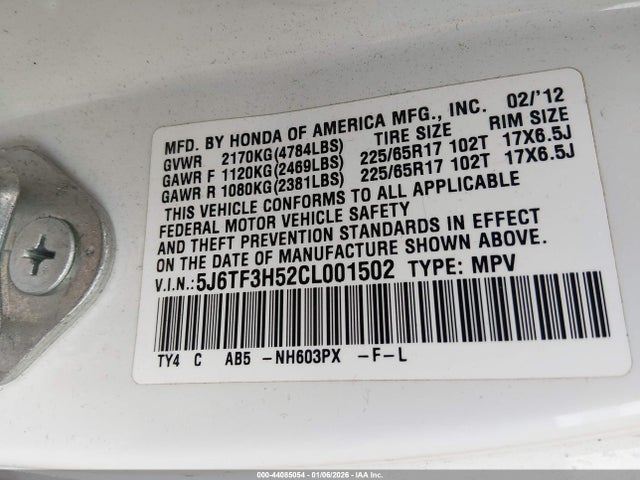 MFD. BY HONDA OF AMERICA MFG., INC. 02/'12
GVWR 2170KG(4784LBS) TIRE SIZE RIM SIZE
GAWR F 1120KG(2469LBS) 225/65R17 102T 17X6.5J
GAWR R 1080KG(2381LBS) 225/65R17 102T 17X6.5J
THIS VEHICLE CONFORMS TO ALL APPLICABLE
FEDERAL MOTOR VEHICLE SAFETY
AND THEFT PREVENTION STANDARDS IN EFFECT
ON THE DATE OF MANUFACTURE SHOWN ABOVE.
V.I.N.:5J6TF3H52CL001502 TYPE: MPV
TY4 C AB5 -NH603PX -F-L
000-44085054 | 01/06/2026 | IAA Inc.